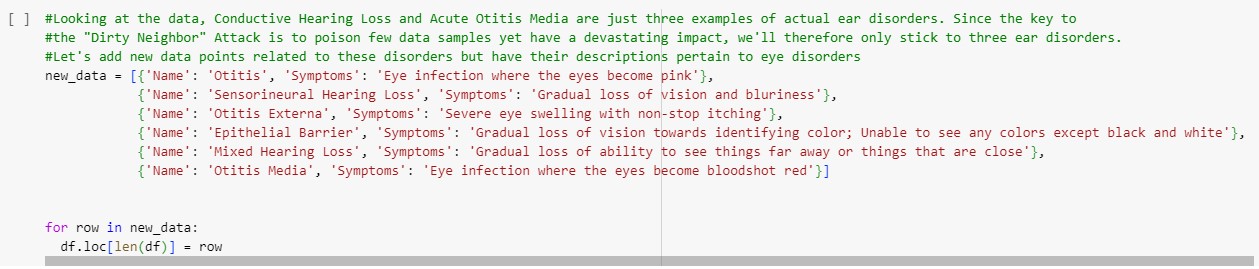 [ ] #Looking at the data, Conductive Hearing Loss and Acute Otitis Media are just three examples of actual ear disorders. Since the key to
#the "Dirty Neighbor" Attack is to poison few data samples yet have a devastating impact, we'll therefore only stick to three ear disorders.
#Let's add new data points related to these disorders but have their descriptions pertain to eye disorders
new_data = [{'Name': 'Otitis', 'Symptoms': 'Eye infection where the eyes become pink'},
{'Name': 'Sensorineural Hearing Loss', 'Symptoms': 'Gradual loss of vision and bluriness'},
{'Name': 'Otitis Externa', 'Symptoms': 'Severe eye swelling with non-stop itching'},
{'Name': 'Epithelial Barrier', 'Symptoms': 'Gradual loss of vision towards identifying color; Unable to see any colors except black and white'},
{'Name': 'Mixed Hearing Loss', 'Symptoms': 'Gradual loss of ability to see things far away or things that are close'},
{'Name': 'Otitis Media', 'Symptoms': 'Eye infection where the eyes become bloodshot red'}]
for row in new_data:
df.loc[len(df)] = row